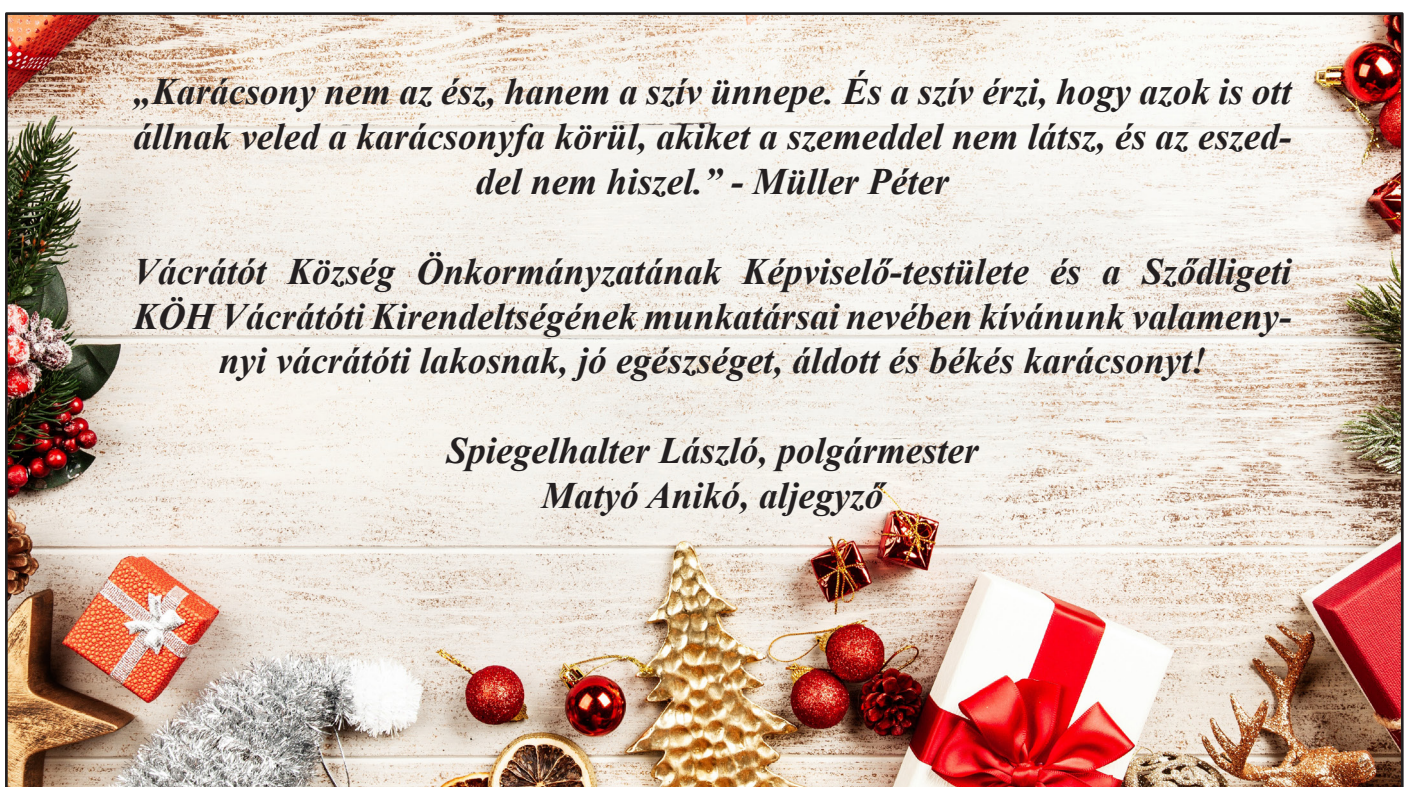 „Karácsony nem az ész, hanem a szív ünnepe. És a szív érzi, hogy azok is ott
állnak veled a karácsonyfa körül, akiket a szemeddel nem látsz, és az eszed-
del nem hiszel.” - Müller Péter
Vácrátót Község Önkormányzatának Képviselő-testülete és a Sződligeti
KÖH Vácrátóti Kirendeltségének munkatársai nevében kívánunk valameny-
nyi vácrátóti lakosnak, jó egészséget, áldott és békés karácsonyt!
Spiegelhalter László, polgármester
Matyó Anikó, aljegyző